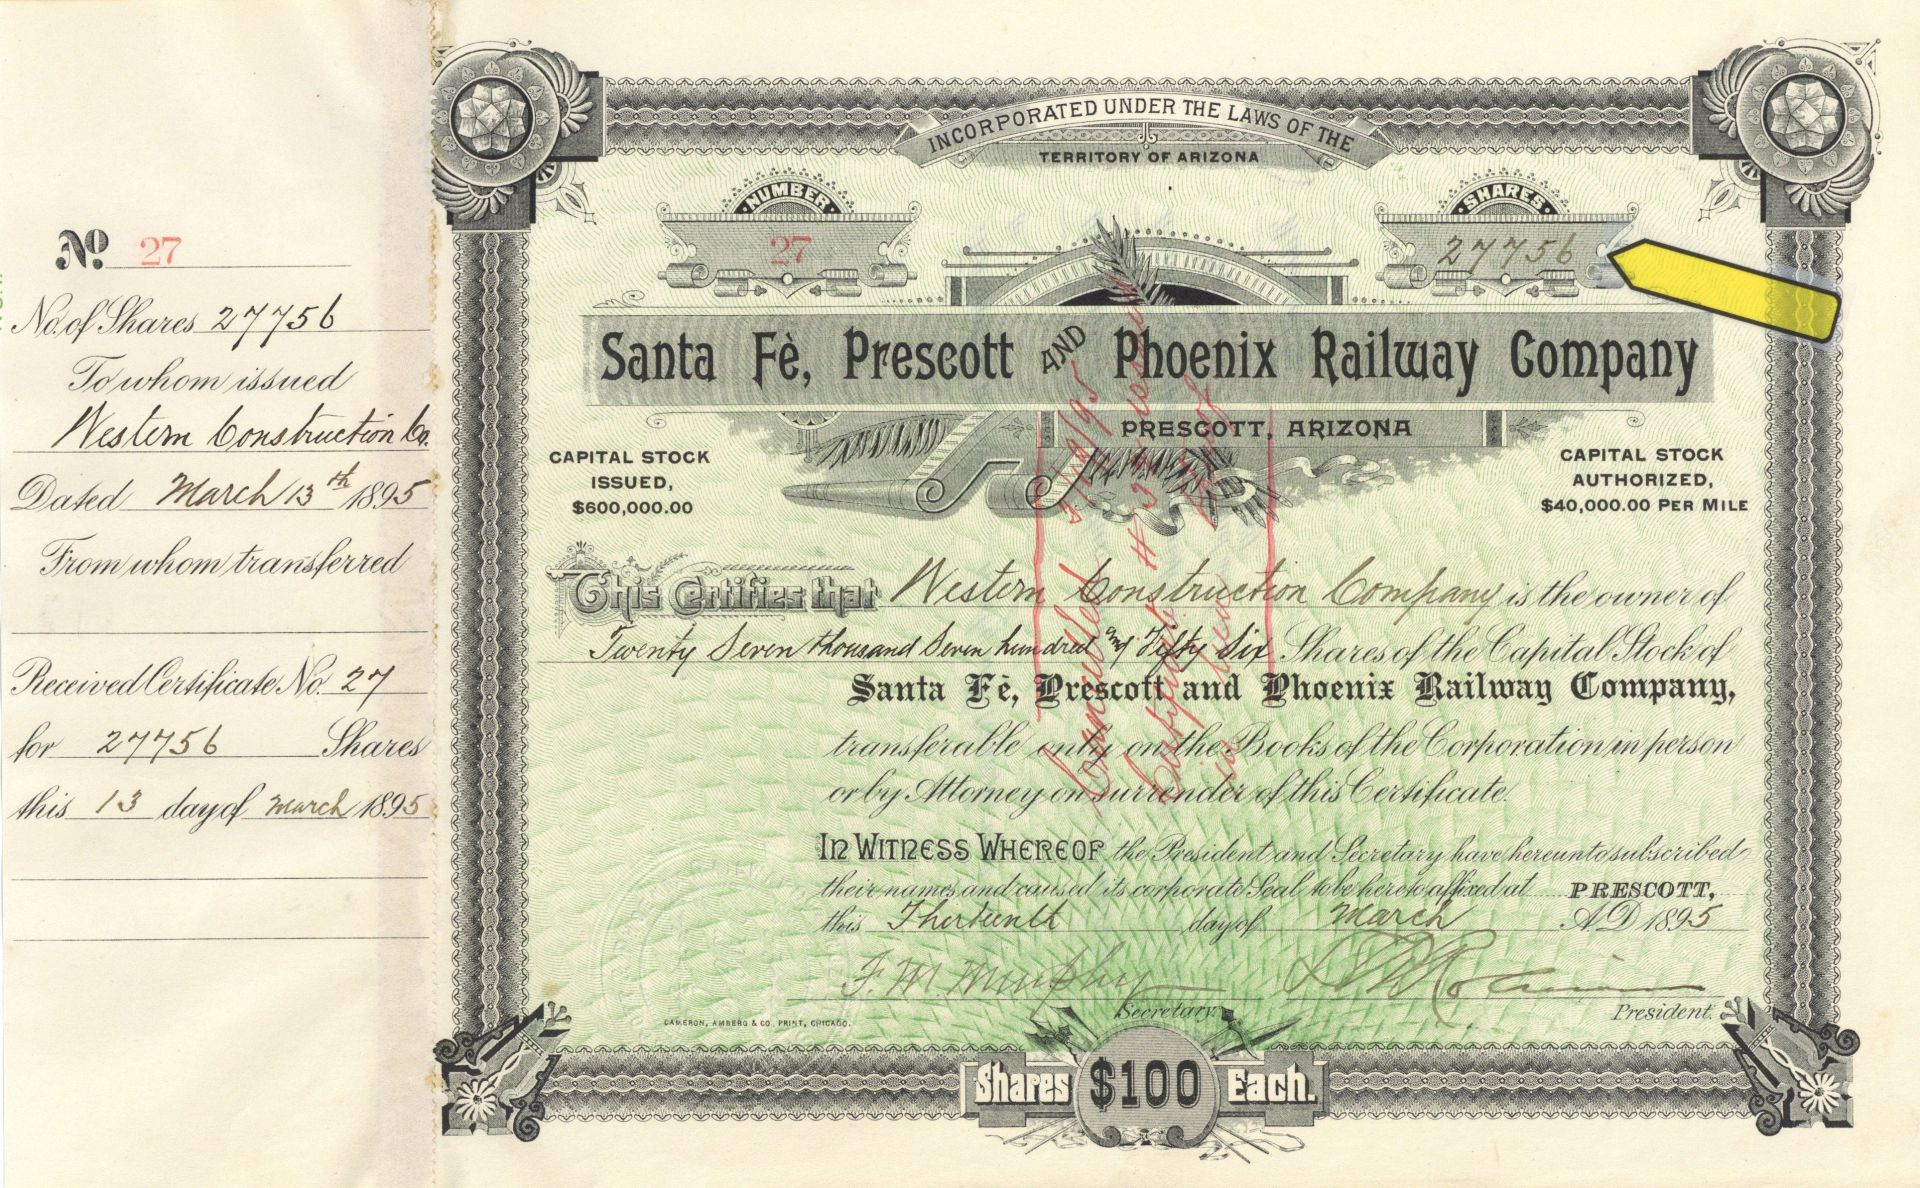 No. 27
No. of Shares 27756
To whom issued
Western Construction Co.
Dated March 13th 1895
From whom transferred
Received Certificate No. 27
for 27756 Shares
this 13 day of March 1895
INCORPORATED UNDER THE LAWS OF THE
TERRITORY OF ARIZONA
NUMBER
27
SHARES
27756
Santa Fè, Prescott AND Phoenix Railway Company
PRESCOTT, ARIZONA
CAPITAL STOCK
ISSUED,
$600,000.00
CAPITAL STOCK
AUTHORIZED,
$40,000.00 PER MILE
This Certifies that Western Construction Company is the owner of
Twenty Seven thousand Seven hundred and Fifty Six Shares of the Capital Stock of
Santa Fè, Prescott and Phoenix Railway Company,
transferable only on the Books of the Corporation in person
or by Attorney on surrender of this Certificate.
IN WITNESS WHEREOF the President and Secretary have hereunto subscribed
their names and caused its corporate Seal to be hereto affixed at PRESCOTT,
this Thirteenth day of March A.D. 1895
F. M. Murphy
Secretary.
President.
CAMERON, AMBERG & CO. PRINT, CHICAGO.
Shares $100 Each.
Cancelled
Certificate